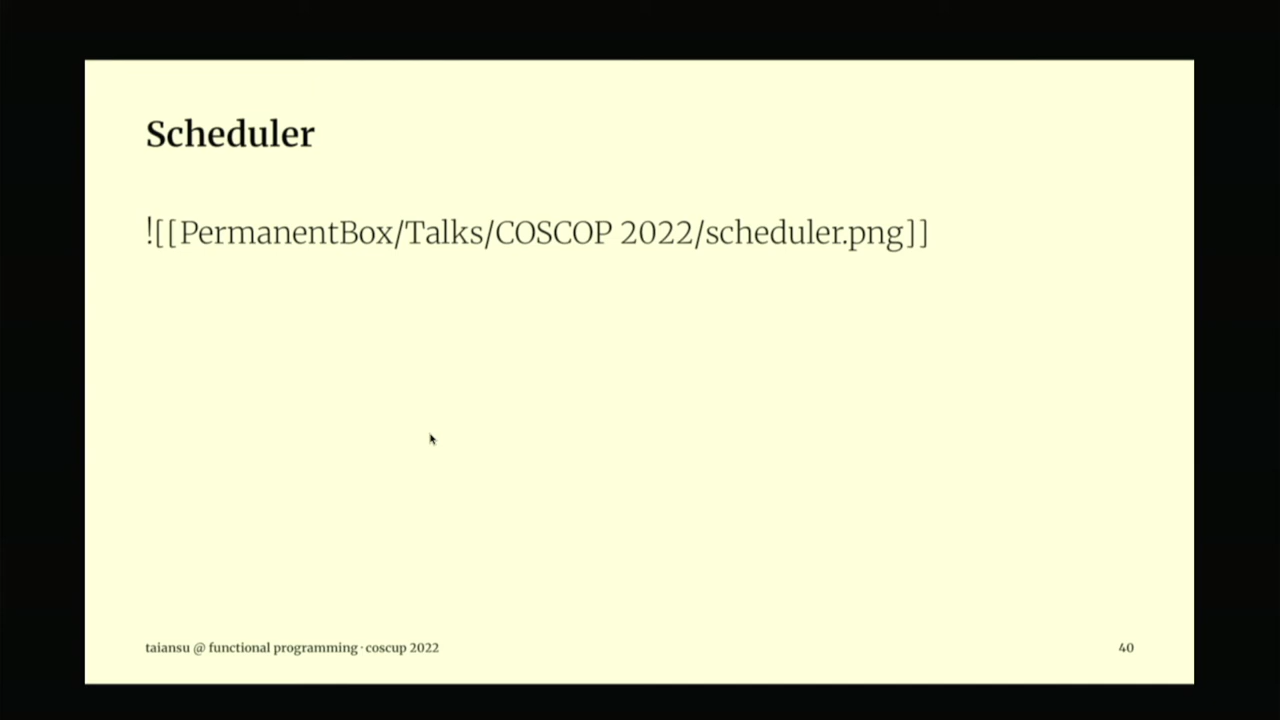 Scheduler
![[PermanentBox/Talks/COSCOP 2022/scheduler.png]]
taiansu @ functional programming · coscup 2022
40